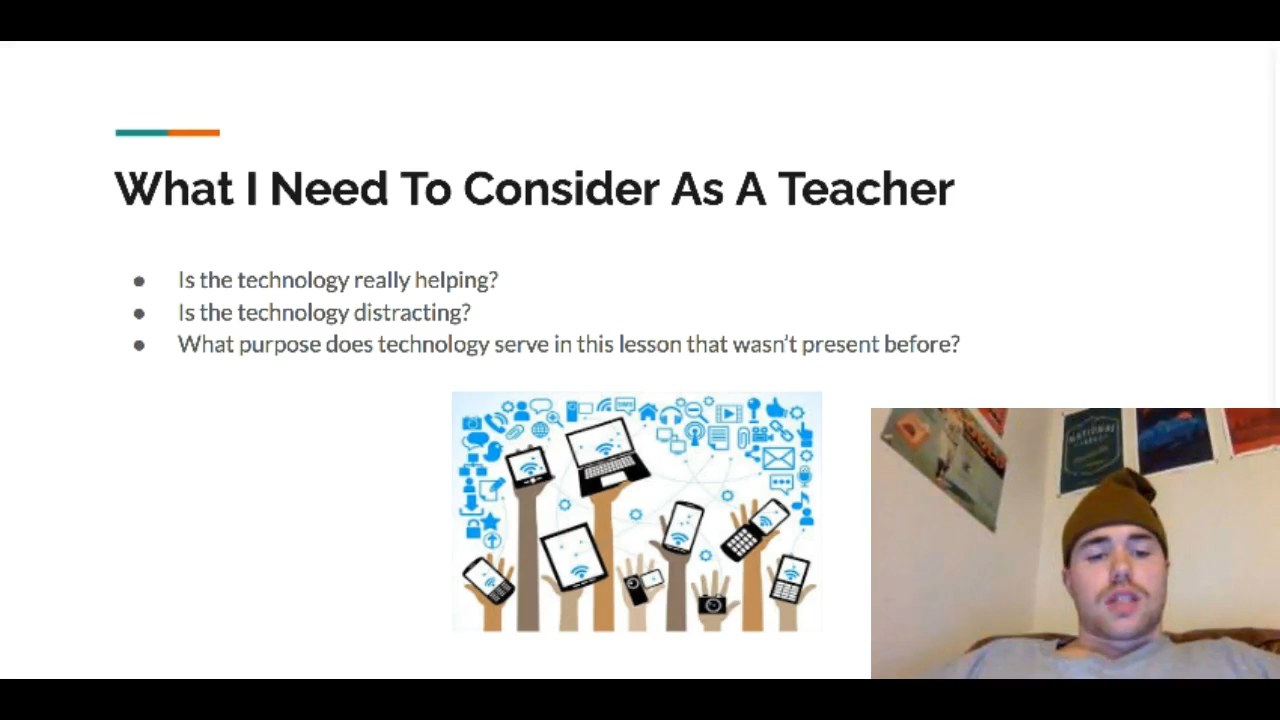 What I Need To Consider As A Teacher
● Is the technology really helping?
● Is the technology distracting?
● What purpose does technology serve in this lesson that wasn't present before?
NATIONAL